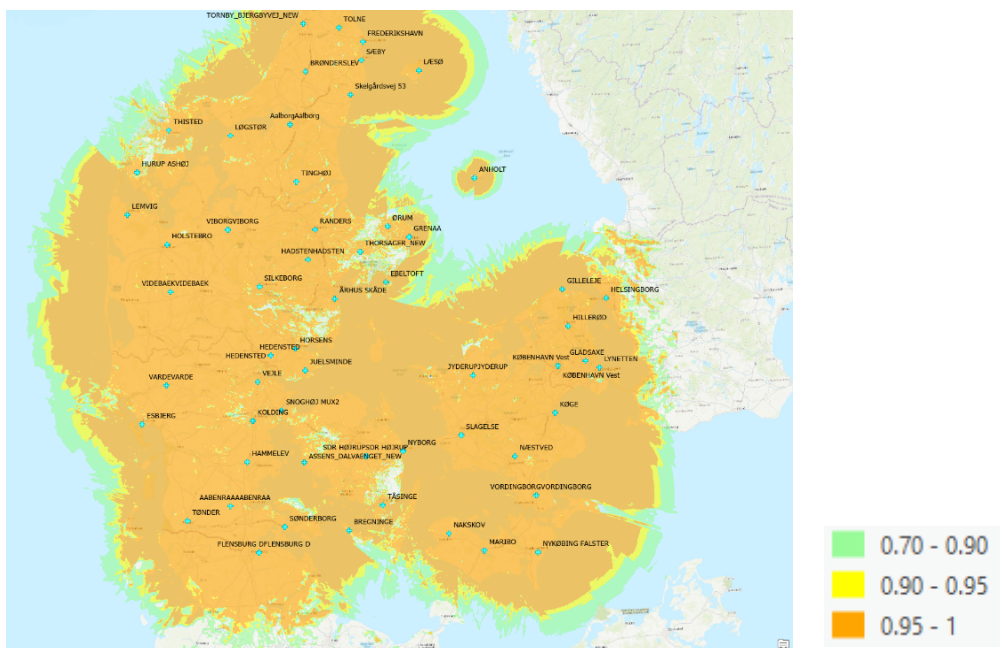 TORNBY_BJERGBYVEJ_NEW
TOLNE
FREDERIKSHAVN
SÆBY
BRØNDERSLEV
LÆSØ
Skelgårdsvej 53
AalborgAalborg
THISTED
LØGSTØR
HURUP ASHØJ
TINGHØJ
ANHOLT
LEMVIG
VIBORGVIBORG
RANDERS
ØRUM
GRENAA
HOLSTEBRO
THORSAGER_NEW
HADSTENHADSTEN
EBELTOFT
VIDEBAEKVIDEBAEK
SILKEBORG
ÅRHUS SKÅDE
GILLELEJE
HELSINGBORG
HILLERØD
HORSENS
HEDENSTED
HEDENSTED
JUELSMINDE
JYDERUPJYDERUP
KØBENHAVN Vest
GLADSAXE
LYNETTEN
KØBENHAVN Vest
VARDEVARDE
VEJLE
SNOGHØJ MUX2
KOLDING
ESBJERG
KØGE
SLAGELSE
SDR HØJRUPSDR HØJRUP
NYBORG
HAMMELEV
ASSENS_DALVAENGET_NEW
NÆSTVED
VORDINGBORGVORDINGBORG
AABENRAAAABENRAA
TÅSINGE
TØNDER
SØNDERBORG
BREGNINGE
NAKSKOV
FLENSBURG DFLENSBURG D
MARIBO
NYKØBING FALSTER
0.70 - 0.90
0.90 - 0.95
0.95 - 1